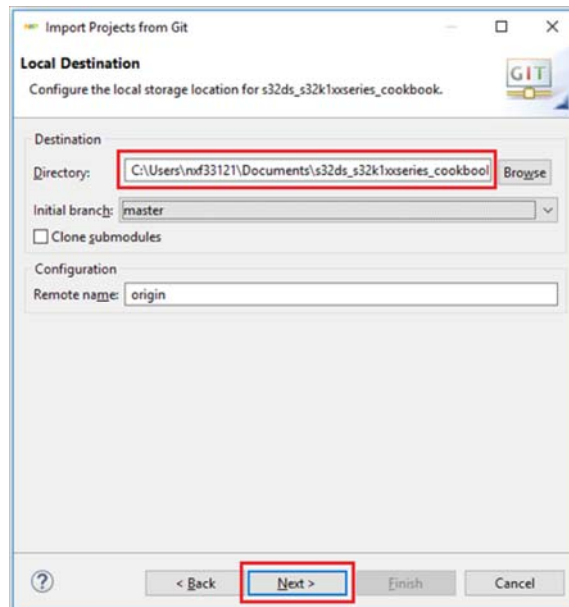 Import Projects from Git
Local Destination
Configure the local storage location for s32ds_s32k1xxseries_cookbook.
GIT
Destination
Directory: C:\Users\nxf33121\Documents\s32ds_s32k1xxseries_cookbool Browse
Initial branch: master
Clone submodules
Configuration
Remote name: origin
? < Back Next > Finish Cancel